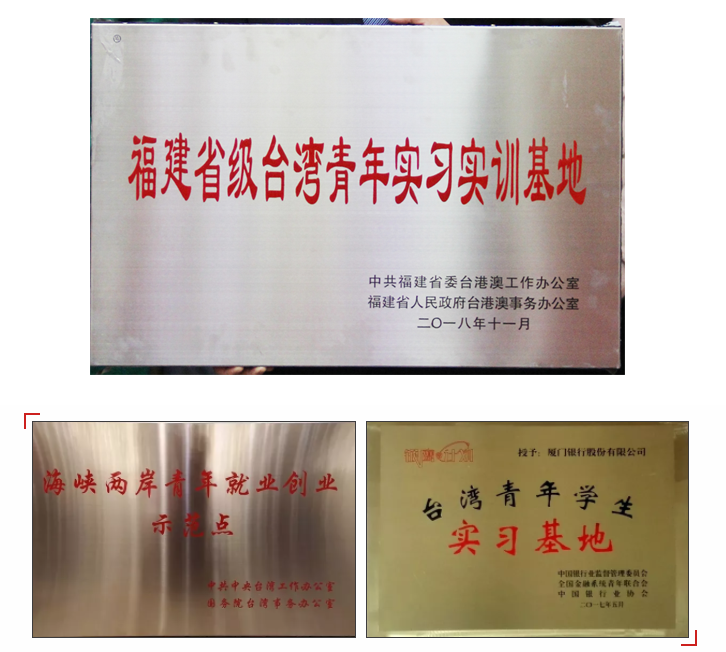 福建省级台湾青年实习实训基地
中共福建省委台港澳工作办公室
福建省人民政府台港澳事务办公室
二〇一八年十一月
海峡两岸青年就业创业
示范点
中共中央台湾工作办公室
国务院台湾事务办公室
授予：厦门银行股份有限公司
台湾青年学生
实习基地
中国银行业监督管理委员会
全国金融系统青年联合会
中国银行业协会
二〇一七年五月